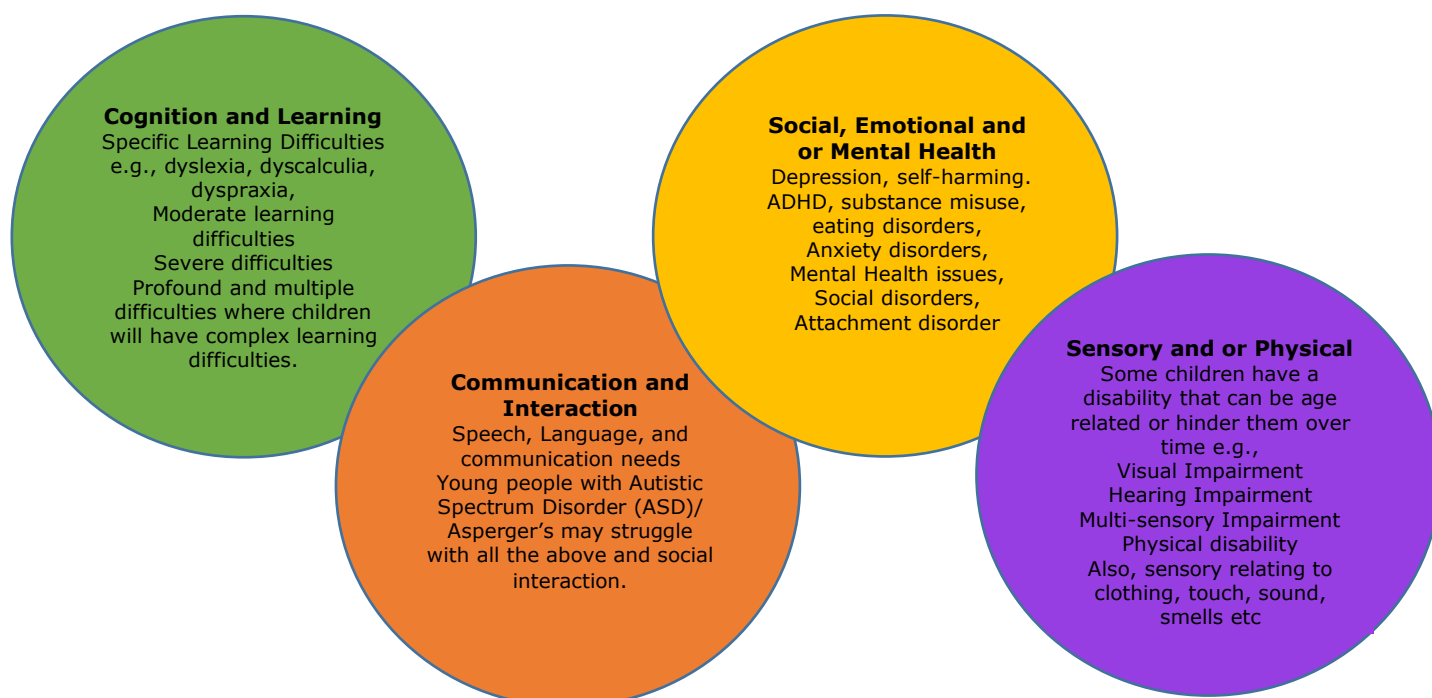 Cognition and Learning
Specific Learning Difficulties
e.g., dyslexia, dyscalculia,
dyspraxia,
Moderate learning
difficulties
Severe difficulties
Profound and multiple
difficulties where children
will have complex learning
difficulties.
Communication and
Interaction
Speech, Language, and
communication needs
Young people with Autistic
Spectrum Disorder (ASD)/
Asperger’s may struggle
with all the above and social
interaction.
Social, Emotional and
or Mental Health
Depression, self-harming.
ADHD, substance misuse,
eating disorders,
Anxiety disorders,
Mental Health issues,
Social disorders,
Attachment disorder
Sensory and or Physical
Some children have a
disability that can be age
related or hinder them over
time e.g.,
Visual Impairment
Hearing Impairment
Multi-sensory Impairment
Physical disability
Also, sensory relating to
clothing, touch, sound,
smells etc